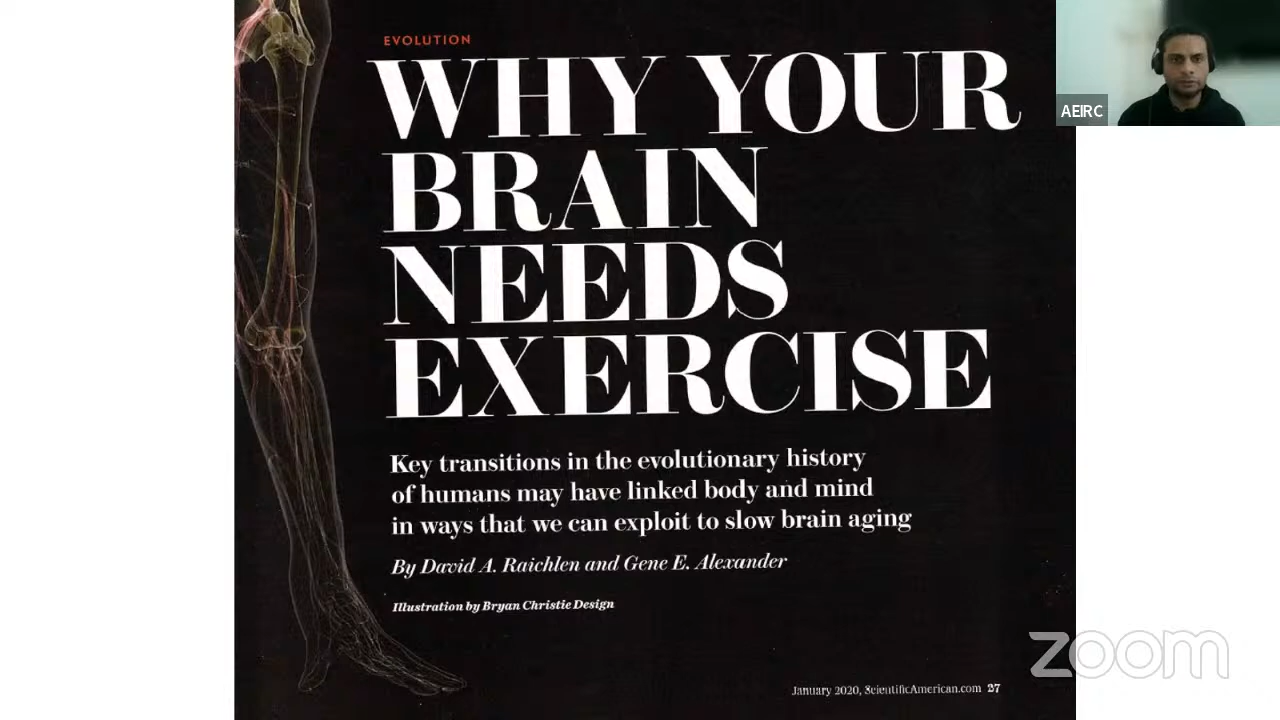 EVOLUTION
WHY YOUR
BRAIN
NEEDS
EXERCISE
Key transitions in the evolutionary history
of humans may have linked body and mind
in ways that we can exploit to slow brain aging
By David A. Raichlen and Gene E. Alexander
Illustration by Bryan Christie Design
January 2020, ScientificAmerican.com 27
AEIRC
zoom